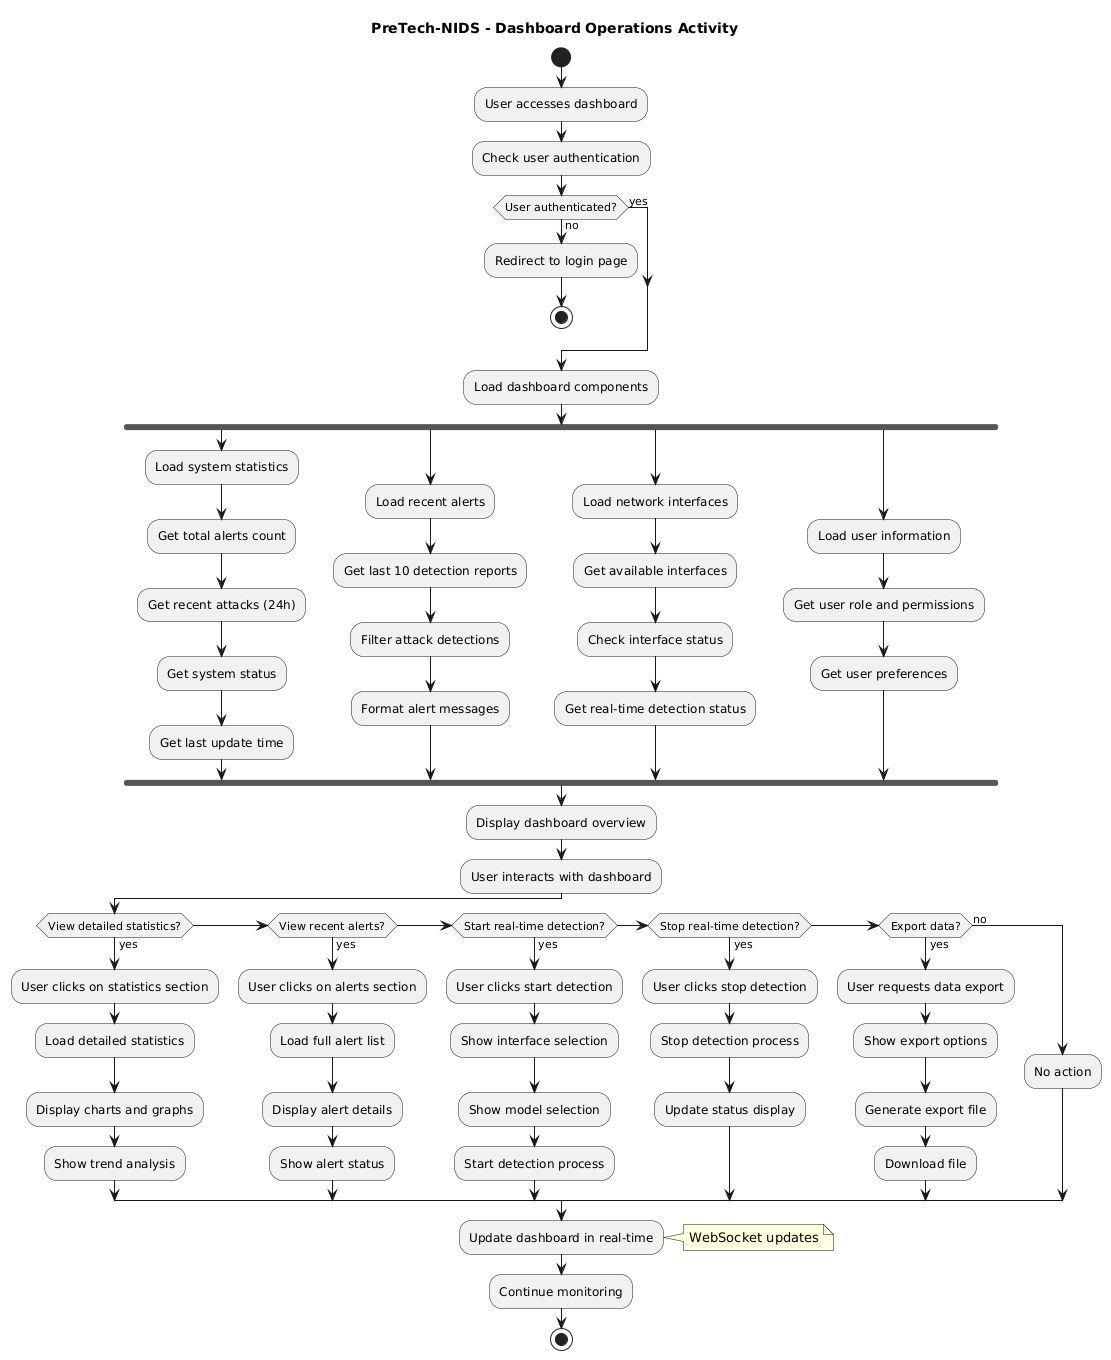 PreTech-NIDS - Dashboard Operations Activity
User accesses dashboard
Check user authentication
User authenticated?
yes
no
Redirect to login page
Load dashboard components
Load system statistics
Get total alerts count
Get recent attacks (24h)
Get system status
Get last update time
Load recent alerts
Get last 10 detection reports
Filter attack detections
Format alert messages
Load network interfaces
Get available interfaces
Check interface status
Get real-time detection status
Load user information
Get user role and permissions
Get user preferences
Display dashboard overview
User interacts with dashboard
View detailed statistics?
yes
User clicks on statistics section
Load detailed statistics
Display charts and graphs
Show trend analysis
View recent alerts?
yes
User clicks on alerts section
Load full alert list
Display alert details
Show alert status
Start real-time detection?
yes
User clicks start detection
Show interface selection
Show model selection
Start detection process
Stop real-time detection?
yes
User clicks stop detection
Stop detection process
Update status display
Export data?
yes
User requests data export
Show export options
Generate export file
Download file
no
No action
Update dashboard in real-time
WebSocket updates
Continue monitoring